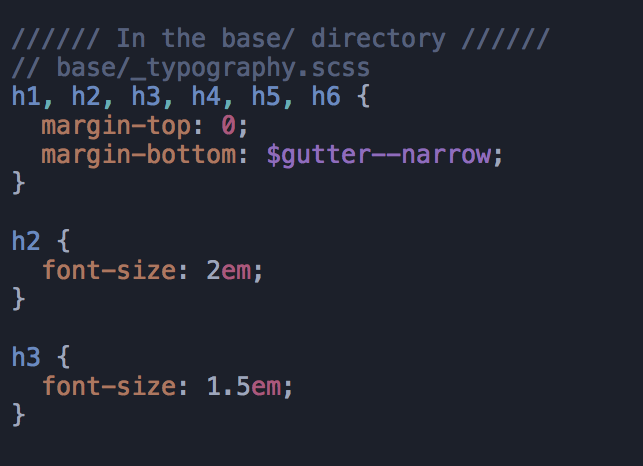 ////// In the base/ directory //////
// base/_typography.scss
h1, h2, h3, h4, h5, h6 {
  margin-top: 0;
  margin-bottom: $gutter--narrow;
}

h2 {
  font-size: 2em;
}

h3 {
  font-size: 1.5em;
}